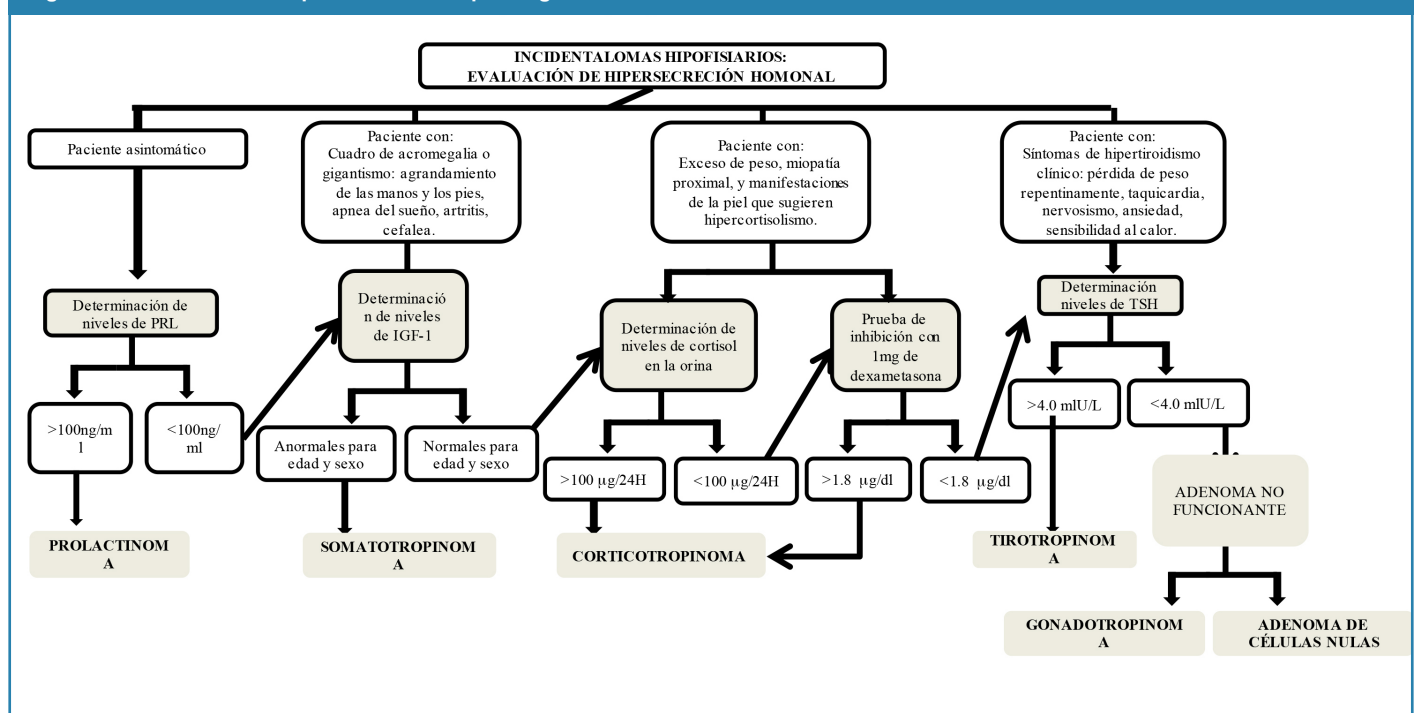 INCIDENTALOMAS HIPOFISIARIOS:
EVALUACIÓN DE HIPERSECRECIÓN HOMONAL
Paciente asintomático
Paciente con:
Cuadro de acromegalia o
gigantismo: agrandamiento
de las manos y los pies,
apnea del sueño, artritis,
cefalea.
Paciente con:
Exceso de peso, miopatía
proximal, y manifestaciones
de la piel que sugieren
hipercortisolismo.
Paciente con:
Síntomas de hipertiroidismo
clínico: pérdida de peso
repentinamente, taquicardia,
nervosismo, ansiedad,
sensibilidad al calor.
Determinación de
niveles de PRL
Determinació
n de niveles
de IGF-1
Determinación de
niveles de cortisol
en la orina
Prueba de
inhibición con
1mg de
dexametasona
Determinación
niveles de TSH
>100ng/m
l
<100ng/
ml
Anormales para
edad y sexo
Normales para
edad y sexo
>100 µg/24H
<100 µg/24H
>1.8 µg/dl
<1.8 µg/dl
>4.0 mlU/L
<4.0 mlU/L
PROLACTINOM
A
SOMATOTROPINOM
A
CORTICOTROPINOMA
TIROTROPINOM
A
ADENOMA NO
FUNCIONANTE
GONADOTROPINOM
A
ADENOMA DE
CÉLULAS NULAS